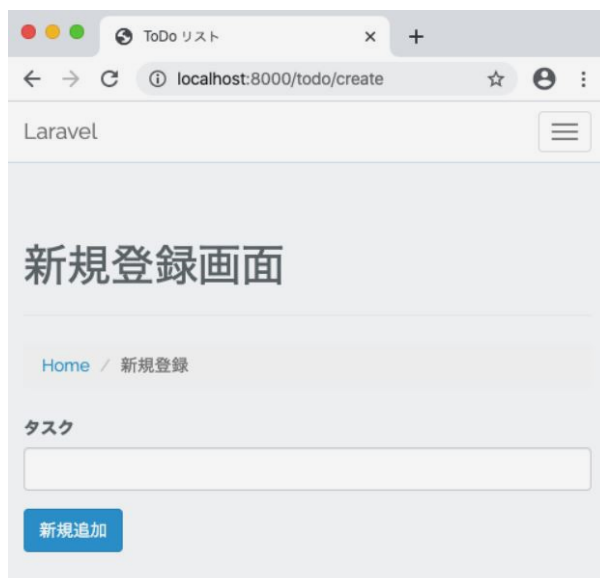 ToDo リスト
localhost:8000/todo/create
Laravel
新規登録画面
Home / 新規登録
タスク
新規追加